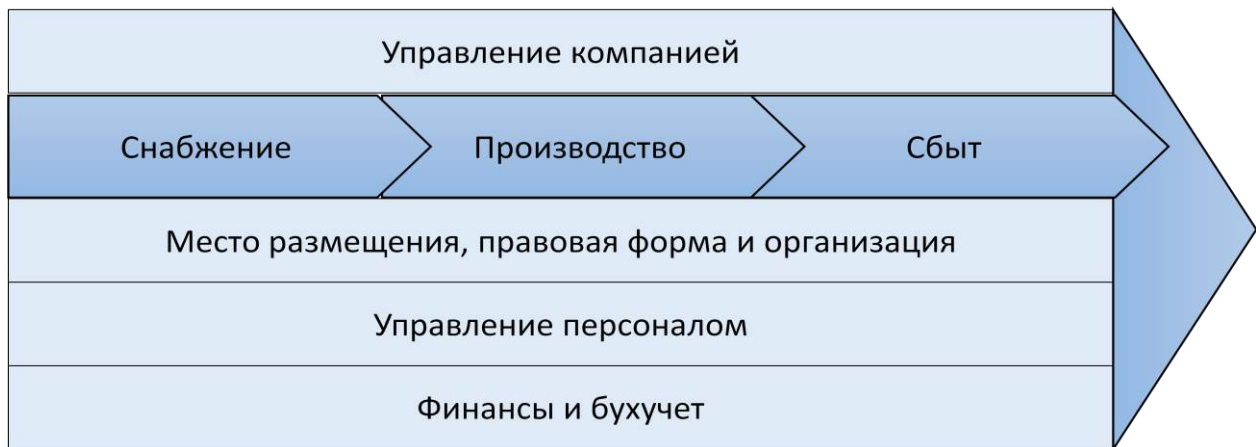 Управление компанией
Снабжение
Производство
Сбыт
Место размещения, правовая форма и организация
Управление персоналом
Финансы и бухучет